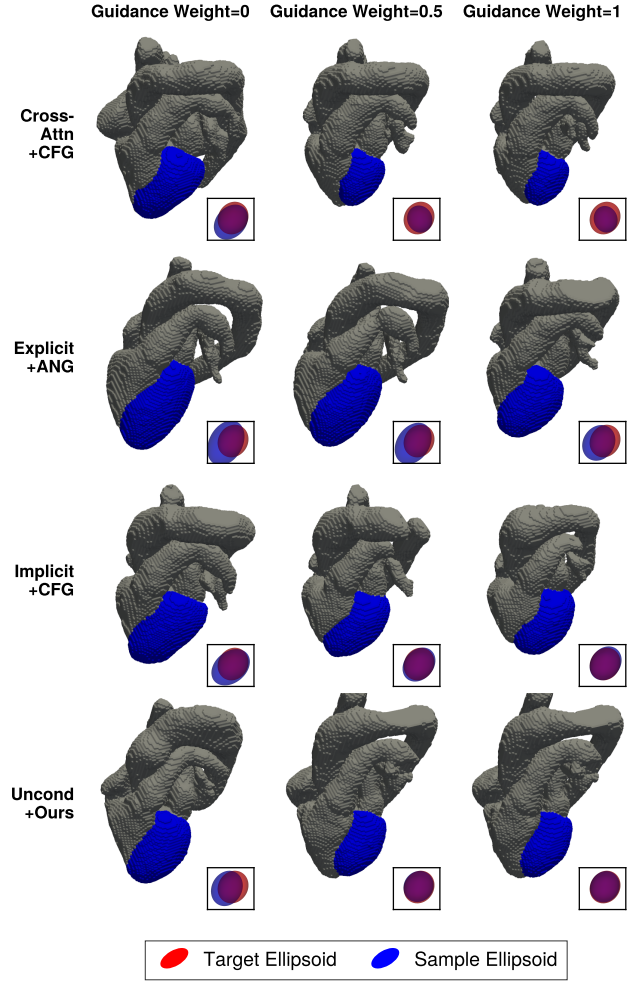 Guidance Weight=0 Guidance Weight=0.5 Guidance Weight=1
Cross-
Attn
+CFG
Explicit
+ANG
Implicit
+CFG
Uncond
+Ours
Target Ellipsoid Sample Ellipsoid